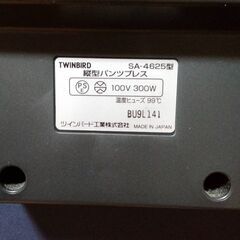 TWINBIRD SA-4625型
縦型パンツプレス
PS E 100V 300W
温度ヒューズ 99℃
BU9L141
ツインバード工業株式会社
MADE IN JAPAN